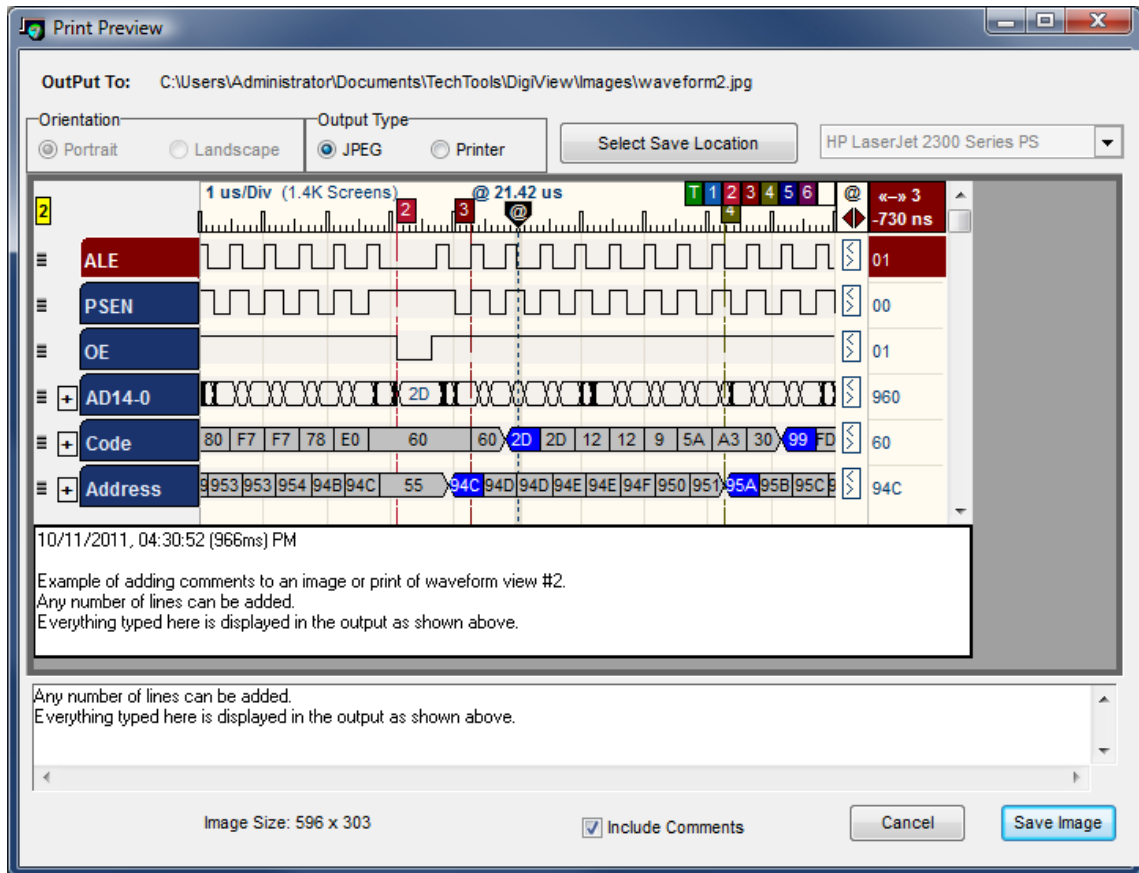 Print Preview
OutPut To: C:\Users\Administrator\Documents\TechTools\DigiView\Images\waveform2.jpg
Orientation
Portrait Landscape
Output Type
JPEG Printer
Select Save Location
HP LaserJet 2300 Series PS
2 1 us/Div (1.4K Screens) @ 21.42 us T 1 2 3 4 5 6 @ «--» 3
2 3 @ 4 -730 ns
ALE 01
PSEN 00
OE 01
+ AD14-0 2D 960
+ Code 80 F7 F7 78 E0 60 60 2D 2D 12 12 9 5A A3 30 99 FD 60
+ Address 9 953 953 954 94B 94C 55 94C 94D 94D 94E 94E 94F 950 951 95A 95B 95C 9 94C
10/11/2011, 04:30:52 (966ms) PM
Example of adding comments to an image or print of waveform view #2.
Any number of lines can be added.
Everything typed here is displayed in the output as shown above.
Any number of lines can be added.
Everything typed here is displayed in the output as shown above.
Image Size: 596 x 303
Include Comments
Cancel
Save Image